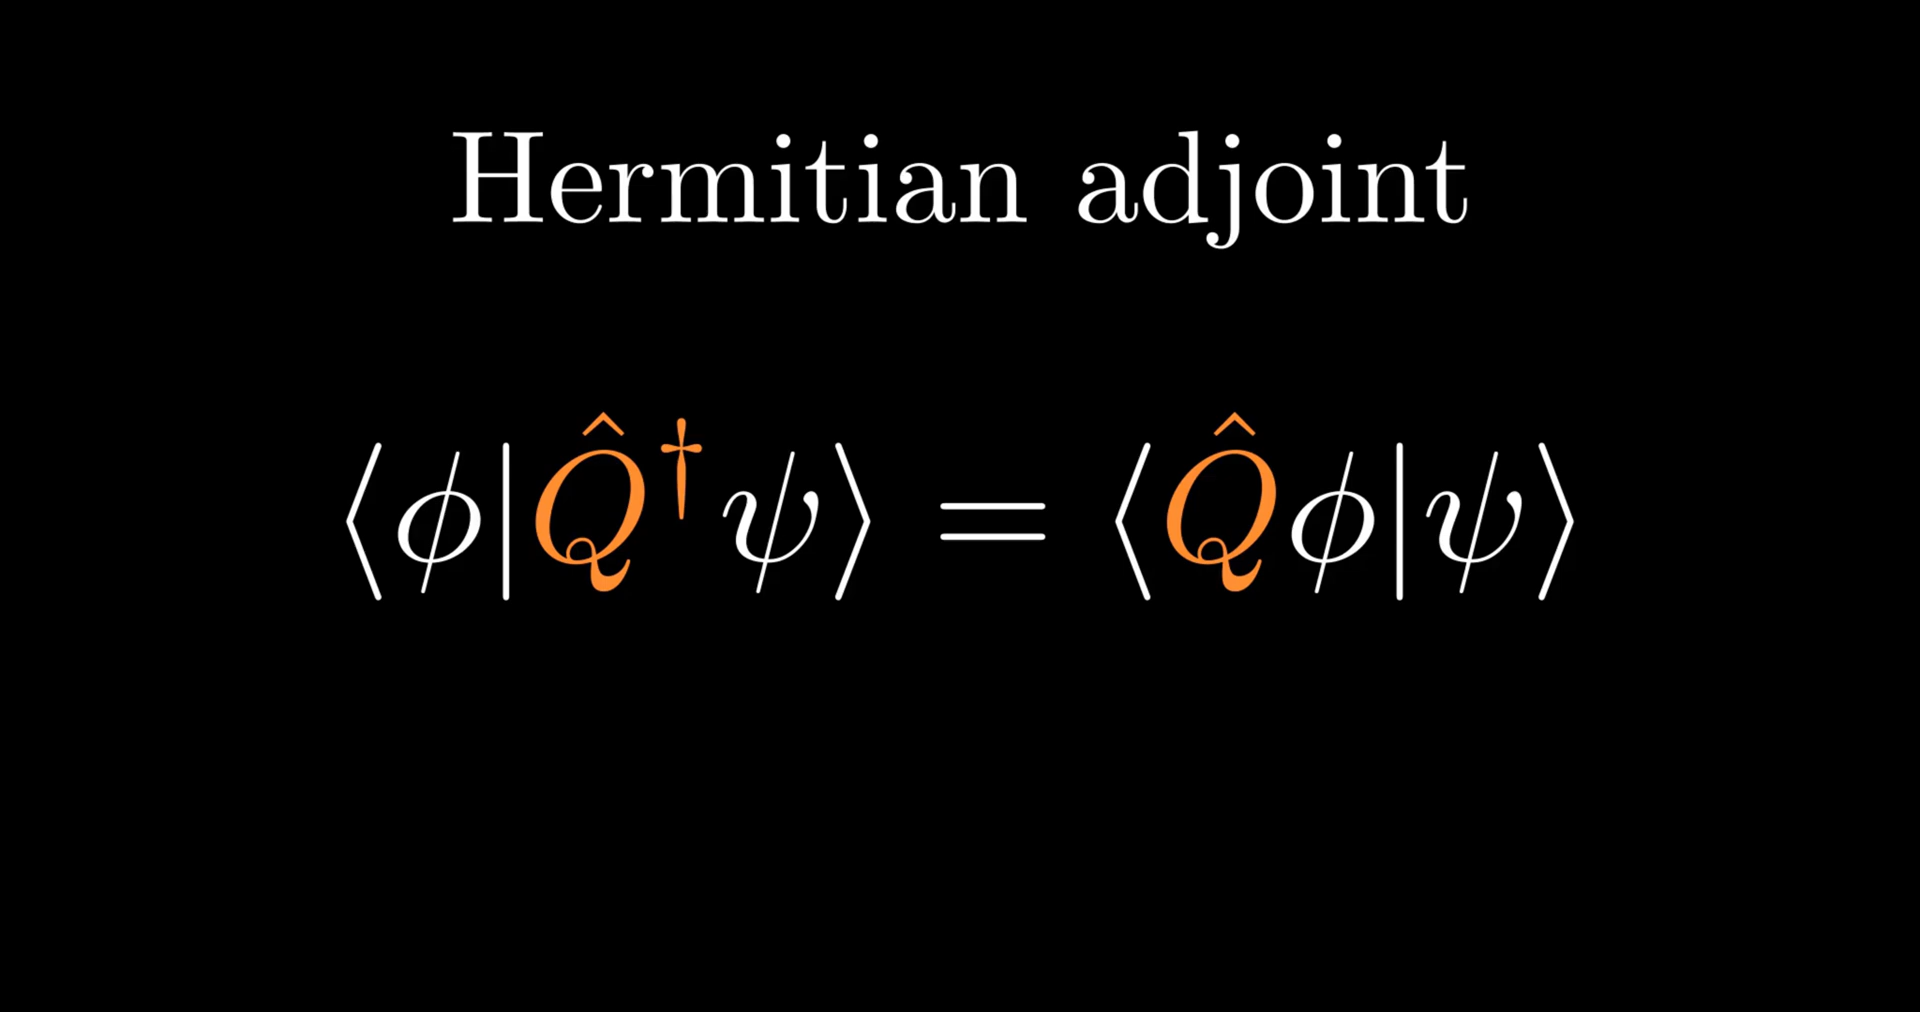 Hermitian adjoint
⟨ϕ|Q̂†ψ⟩ = ⟨Q̂ϕ|ψ⟩